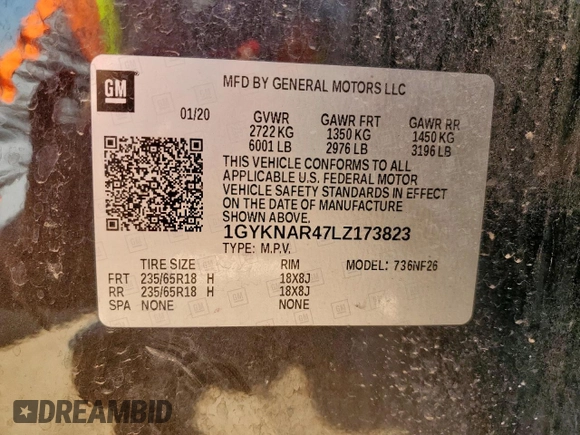 GM
MFD BY GENERAL MOTORS LLC
01/20 GVWR GAWR FRT GAWR RR
2722 KG 1350 KG 1450 KG
6001 LB 2976 LB 3196 LB
THIS VEHICLE CONFORMS TO ALL
APPLICABLE U.S. FEDERAL MOTOR
VEHICLE SAFETY STANDARDS IN EFFECT
ON THE DATE OF MANUFACTURE
SHOWN ABOVE.
1GYKNAR47LZ173823
TYPE: M.P.V.
TIRE SIZE RIM MODEL: 736NF26
FRT 235/65R18 H 18X8J
RR 235/65R18 H 18X8J
SPA NONE NONE
DREAMBID